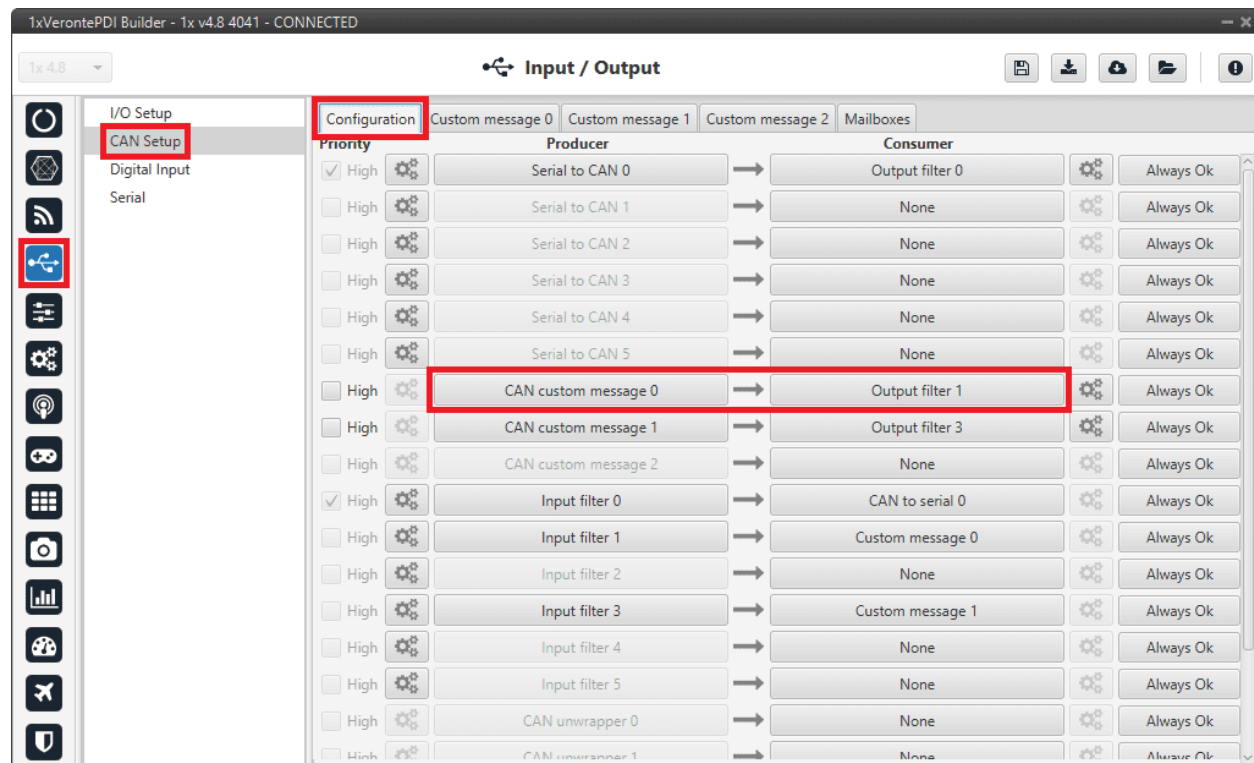 1xVerontePDI Builder - 1x v4.8 4041 - CONNECTED
1x 4.8
Input / Output
I/O Setup
CAN Setup
Digital Input
Serial
Configuration Custom message 0 Custom message 1 Custom message 2 Mailboxes
Priority Producer Consumer
High Serial to CAN 0 Output filter 0 Always Ok
High Serial to CAN 1 None Always Ok
High Serial to CAN 2 None Always Ok
High Serial to CAN 3 None Always Ok
High Serial to CAN 4 None Always Ok
High Serial to CAN 5 None Always Ok
High CAN custom message 0 Output filter 1 Always Ok
High CAN custom message 1 Output filter 3 Always Ok
High CAN custom message 2 None Always Ok
High Input filter 0 CAN to serial 0 Always Ok
High Input filter 1 Custom message 0 Always Ok
High Input filter 2 None Always Ok
High Input filter 3 Custom message 1 Always Ok
High Input filter 4 None Always Ok
High Input filter 5 None Always Ok
High CAN unwrapper 0 None Always Ok
High CAN unwrapper 1 None Always Ok